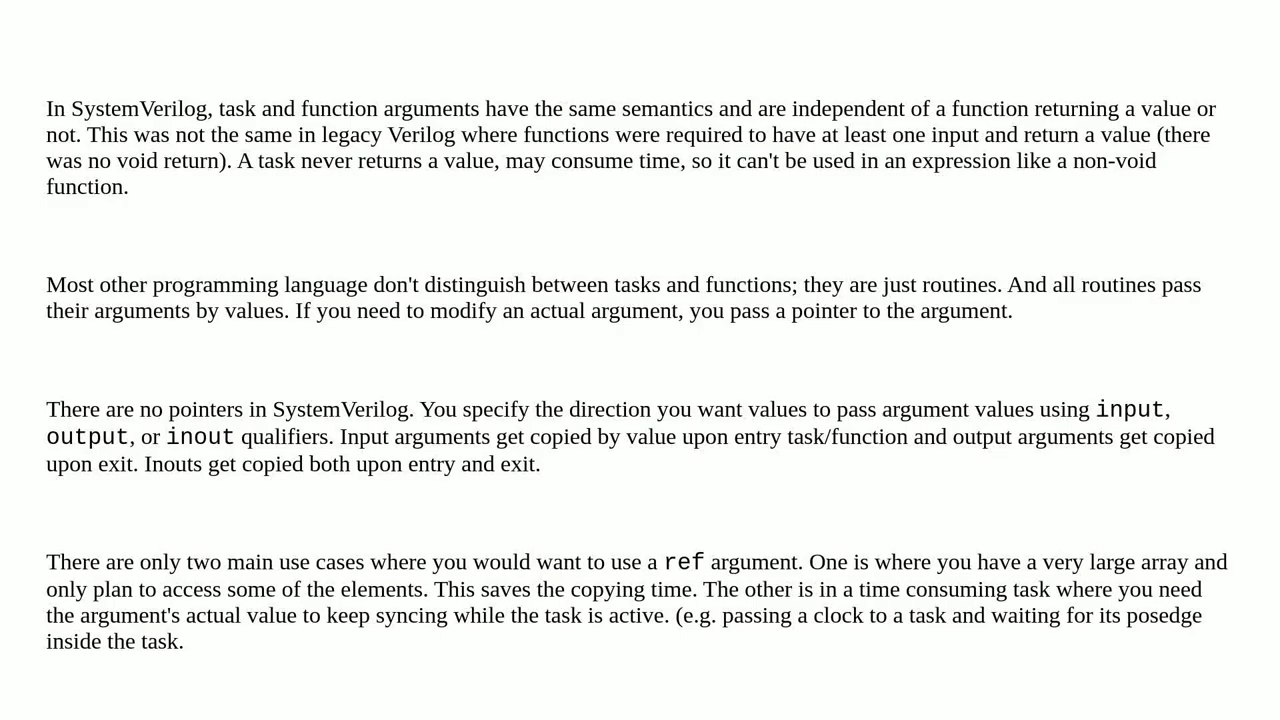 In SystemVerilog, task and function arguments have the same semantics and are independent of a function returning a value or
not. This was not the same in legacy Verilog where functions were required to have at least one input and return a value (there
was no void return). A task never returns a value, may consume time, so it can't be used in an expression like a non-void
function.
Most other programming language don't distinguish between tasks and functions; they are just routines. And all routines pass
their arguments by values. If you need to modify an actual argument, you pass a pointer to the argument.
There are no pointers in SystemVerilog. You specify the direction you want values to pass argument values using input,
output, or inout qualifiers. Input arguments get copied by value upon entry task/function and output arguments get copied
upon exit. Inouts get copied both upon entry and exit.
There are only two main use cases where you would want to use a ref argument. One is where you have a very large array and
only plan to access some of the elements. This saves the copying time. The other is in a time consuming task where you need
the argument's actual value to keep syncing while the task is active. (e.g. passing a clock to a task and waiting for its posedge
inside the task.